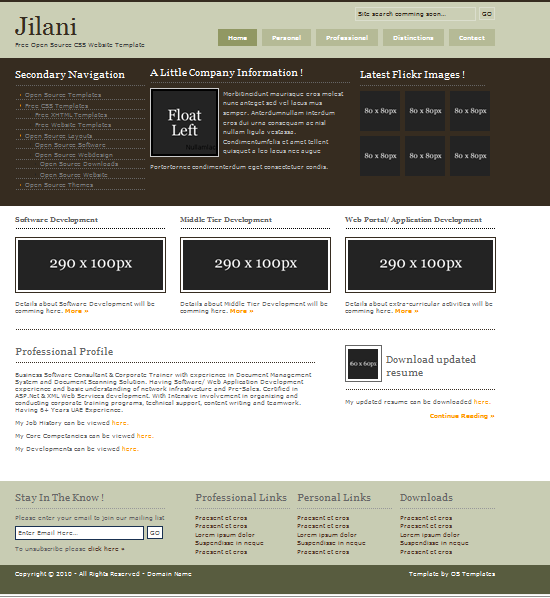 Site search comming soon...
GO
Jilani
Free Open Source CSS Website Template
Home
Personal
Professional
Distinctions
Contact
Secondary Navigation
Open Source Templates
Free CSS Templates
Free XHTML Templates
Free Website Templates
Open Source Layouts
Open Source Software
Open Source Webdesign
Open Source Downloads
Open Source Website
Open Source Themes
A Little Company Information !
Float
Left
Morbitincidunt maurisque eros molest
nunc anteget sed vel lacus mus
semper. Anterdumnullam interdum
eros dui urna consequam ac nisl
nullam ligula vestassa.
Condimentumfelis et amet tellent
quisquet a leo lacus nec augue
Portortornec condimenterdum eget consectetuer condis.
Latest Flickr Images !
80 x 80px
80 x 80px
80 x 80px
80 x 80px
80 x 80px
80 x 80px
Software Development
290 x 100px
Details about Software Development will be
comming here. More »
Middle Tier Development
290 x 100px
Details about Middle Tier Development will be
comming here. More »
Web Portal/ Application Development
290 x 100px
Details about extra-curricular activities will be
comming here. More »
Professional Profile
Business Software Consultant & Corporate Trainer with experience in Document Management
System and Document Scanning Solution. Having Software/ Web Application Development
experience and basic understanding of network infrastructure and Pre-Sales. Certified in
ASP.Net & XML Web Services development. With Intensive involvement in organizing and
conducting corporate training programs, technical support, content writing and teamwork.
Having 6+ Years UAE Experience.
My Job History can be viewed here.
My Core Competencies can be viewed here.
My Developments can be viewed here.
60 x 60px
Download updated
resume
My updated resume can be downloaded here.
Continue Reading »
Stay In The Know !
Please enter your email to join our mailing list
Enter Email Here...
GO
To unsubscribe please click here »
Professional Links
Praesent et eros
Praesent et eros
Lorem ipsum dolor
Suspendisse in neque
Praesent et eros
Personal Links
Praesent et eros
Praesent et eros
Lorem ipsum dolor
Suspendisse in neque
Praesent et eros
Downloads
Praesent et eros
Praesent et eros
Lorem ipsum dolor
Suspendisse in neque
Praesent et eros
Copyright © 2010 - All Rights Reserved - Domain Name
Template by OS Templates